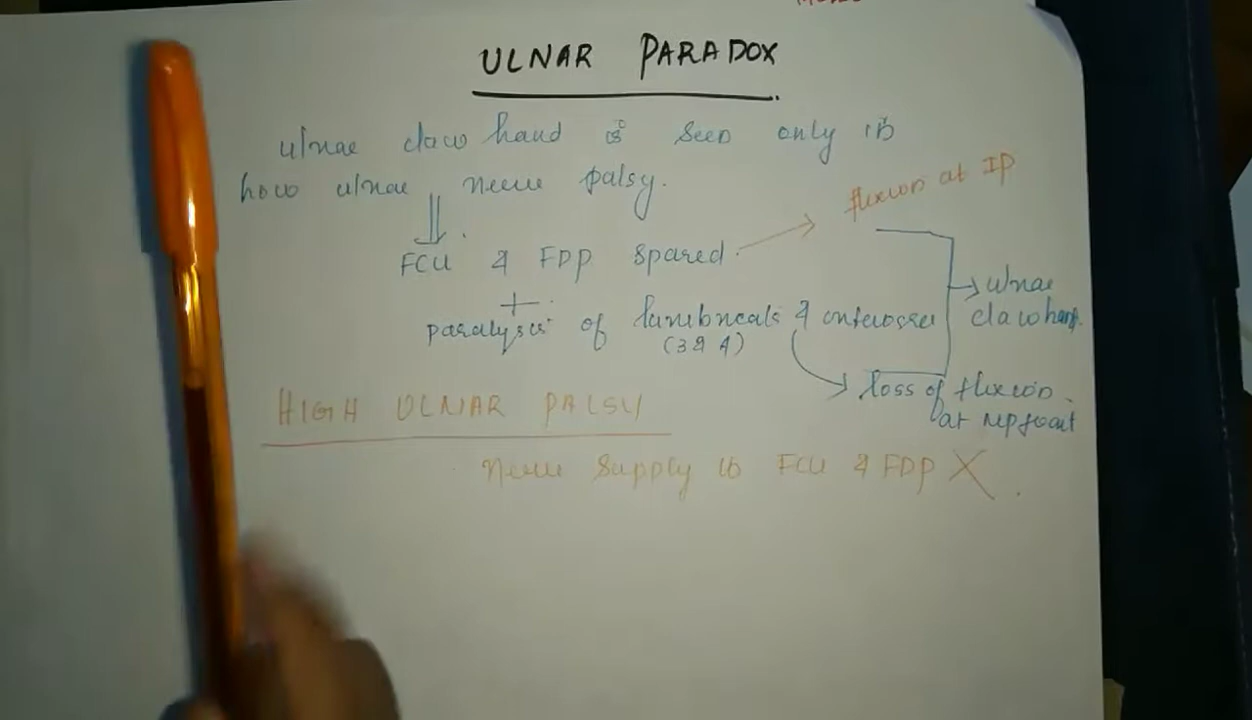 ULNAR PARADOX
ulnar claw hand is seen only in
low ulnar nerve palsy.
flexion at IP
FCU & FDP spared
+
paralysis of lumbricals & interossei
(3 & 4)
ulnar
claw hand.
loss of flexion
at mp joint
HIGH ULNAR PALSY
Nerve supply to FCU & FDP X.